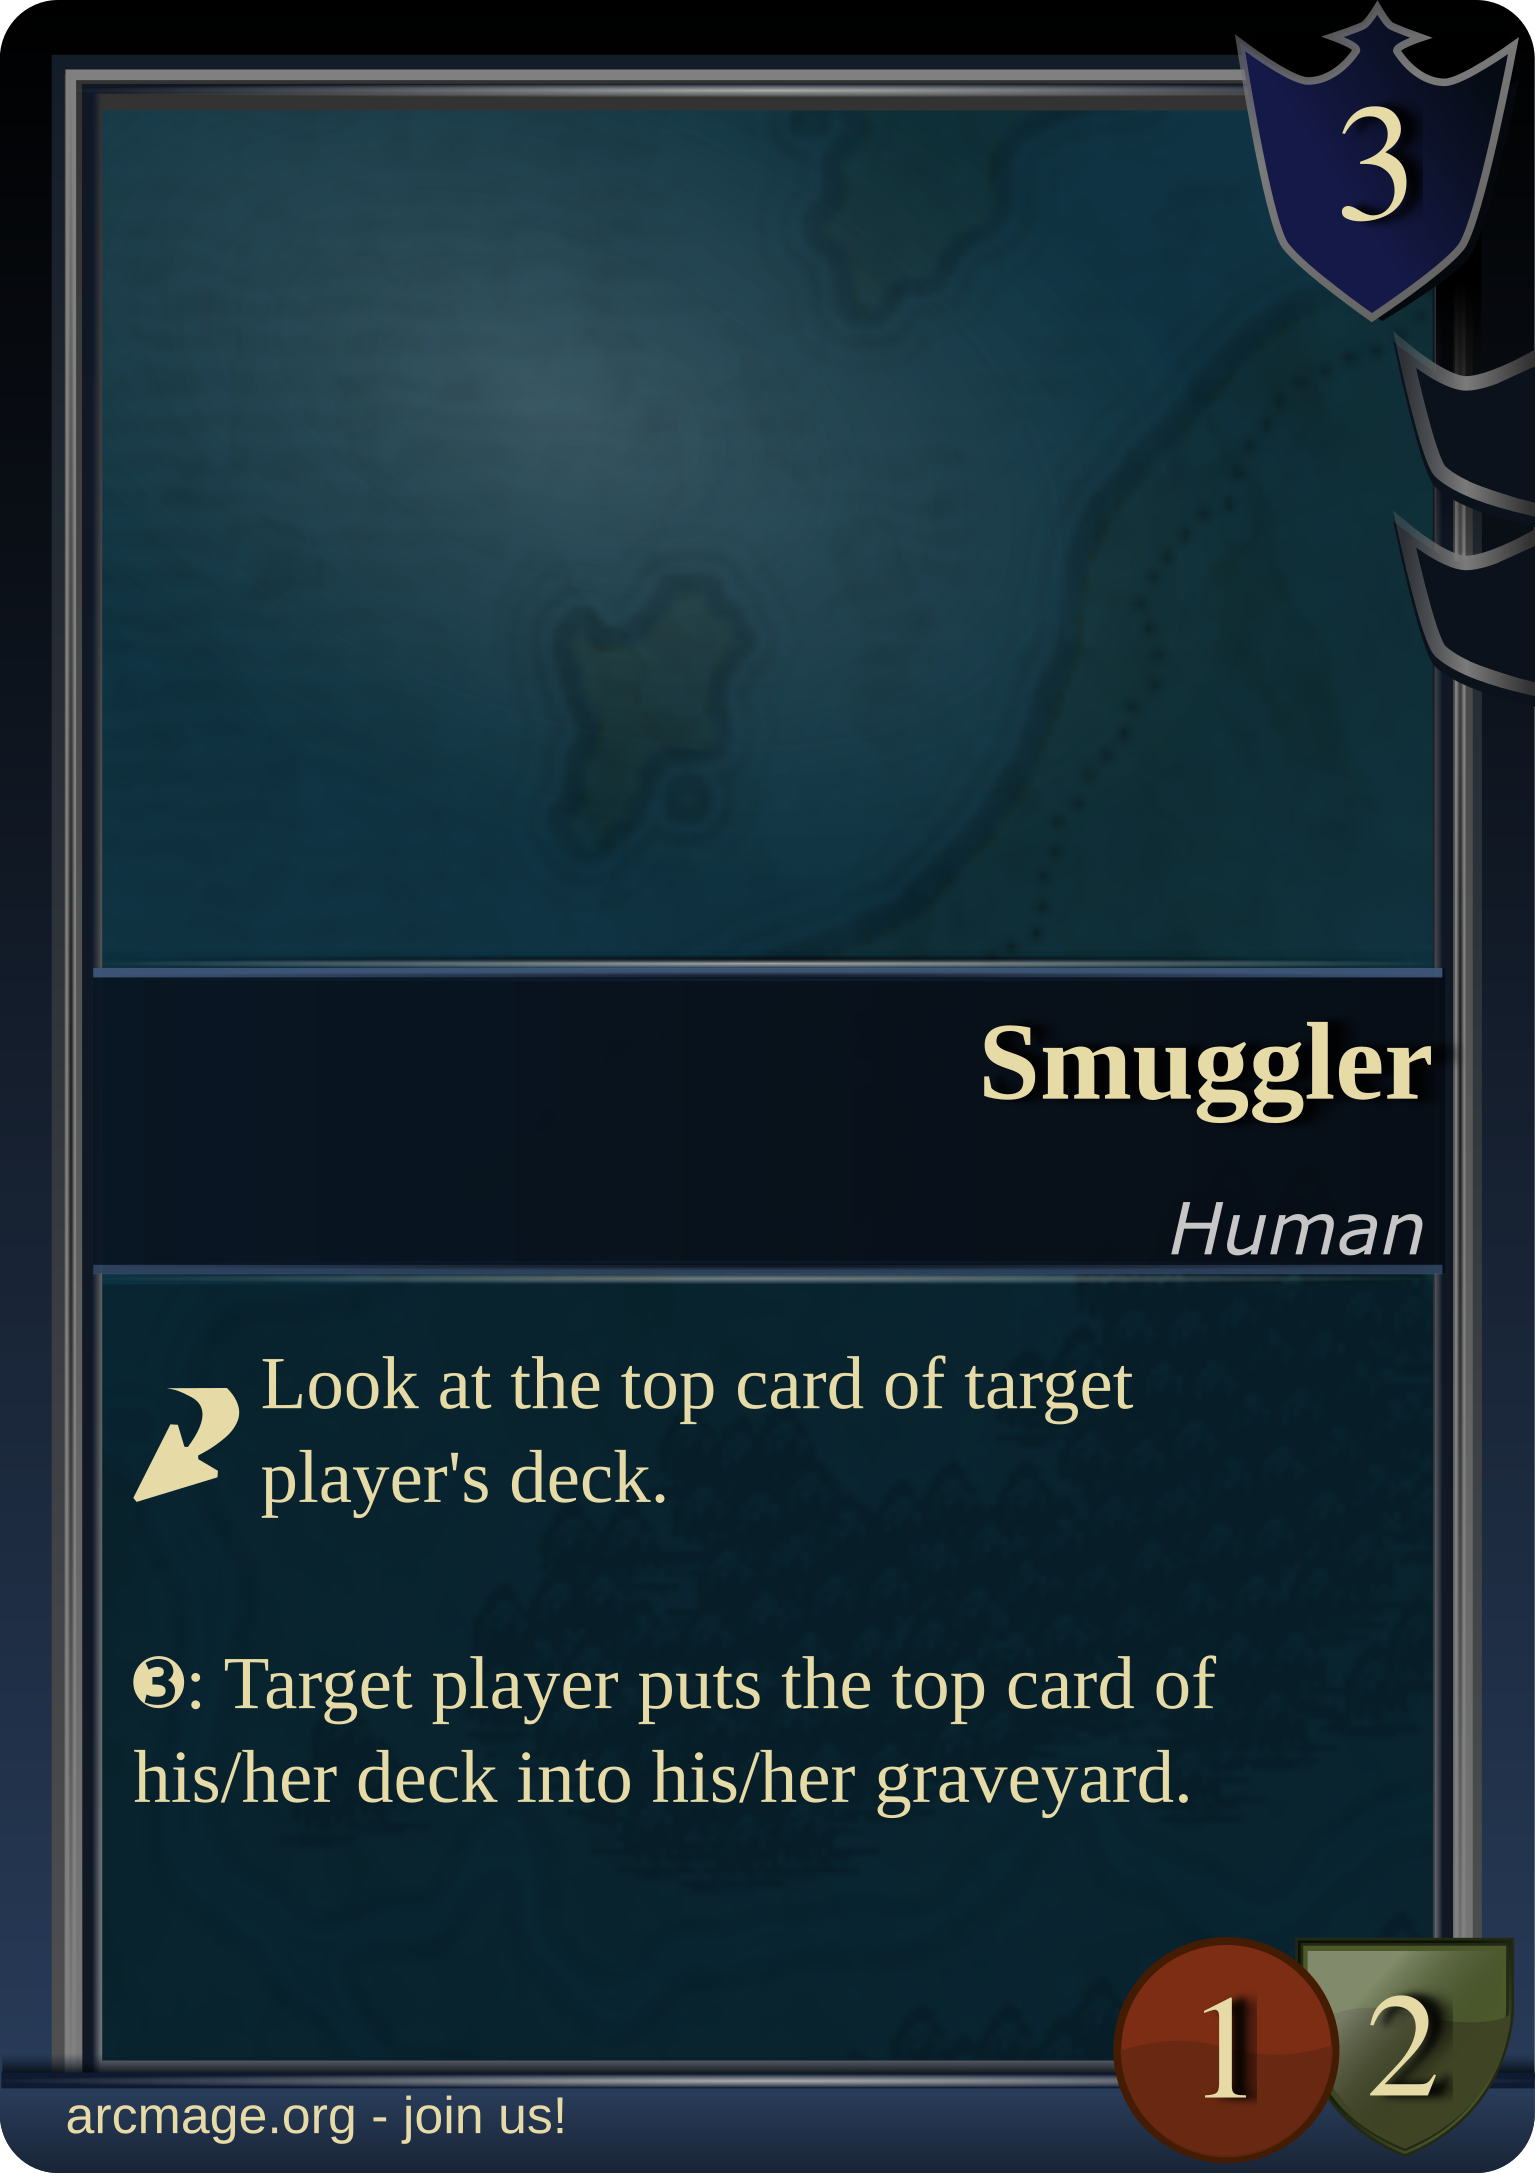 3
Smuggler
Human
Look at the top card of target
player's deck.
❸: Target player puts the top card of
his/her deck into his/her graveyard.
1 2
arcmage.org - join us!